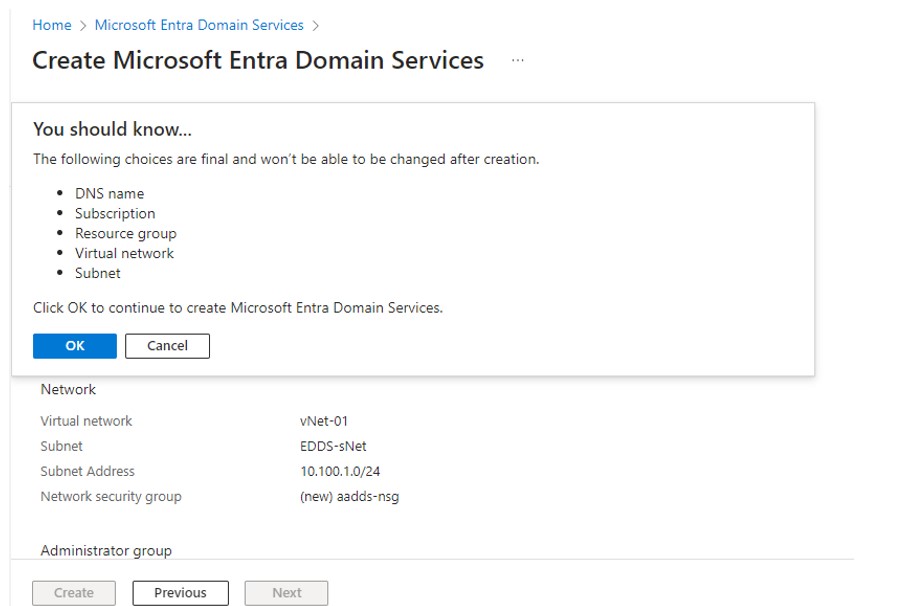 Home > Microsoft Entra Domain Services >
Create Microsoft Entra Domain Services ...
You should know...
The following choices are final and won't be able to be changed after creation.
• DNS name
• Subscription
• Resource group
• Virtual network
• Subnet
Click OK to continue to create Microsoft Entra Domain Services.
OK Cancel
Network
Virtual network vNet-01
Subnet EDDS-sNet
Subnet Address 10.100.1.0/24
Network security group (new) aadds-nsg
Administrator group
Create Previous Next